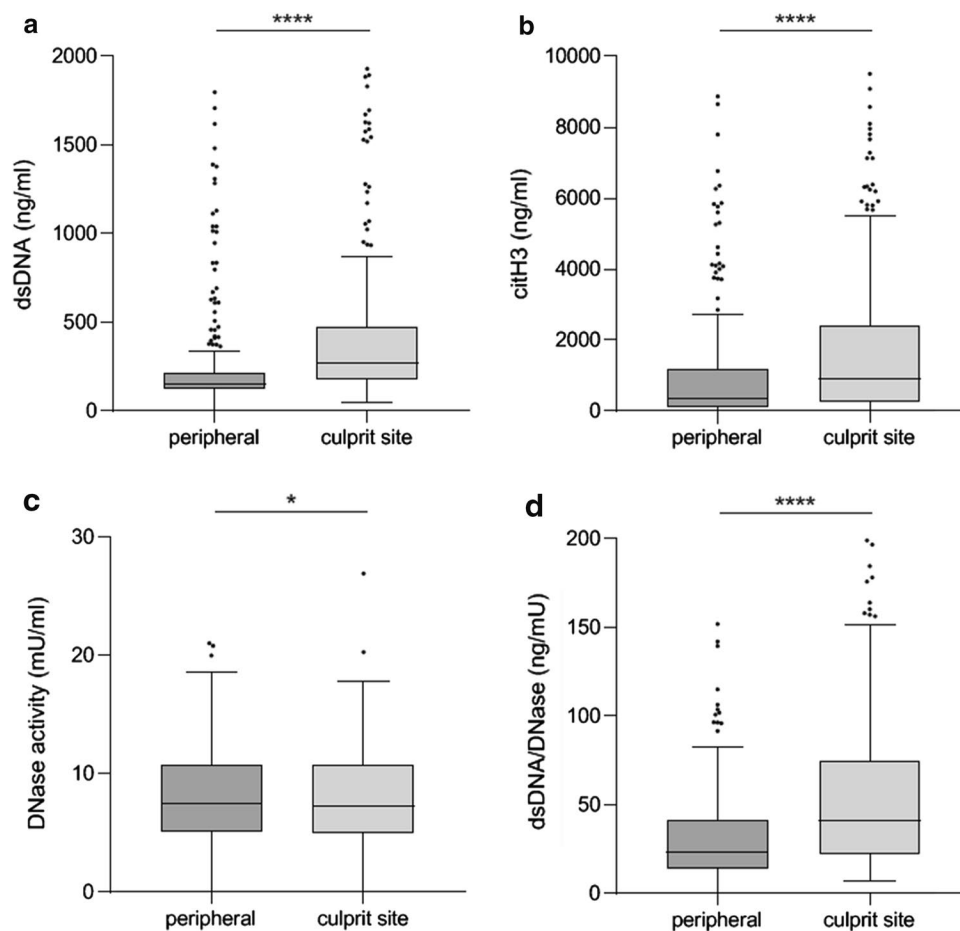 a
****
2000
1500
1000
500
0
dsDNA (ng/ml)
peripheral culprit site
b
****
10000
8000
6000
4000
2000
0
citH3 (ng/ml)
peripheral culprit site
c
*
30
20
10
0
DNase activity (mU/ml)
peripheral culprit site
d
****
200
150
100
50
0
dsDNA/DNase (ng/mU)
peripheral culprit site